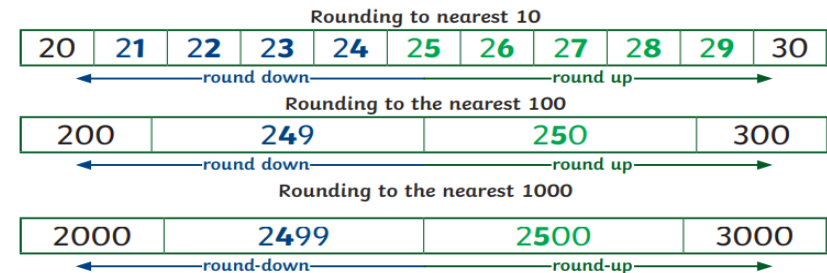 Rounding to nearest 10
20 21 22 23 24 25 26 27 28 29 30
round down round up
Rounding to the nearest 100
200 249 250 300
round down round up
Rounding to the nearest 1000
2000 2499 2500 3000
round-down round-up